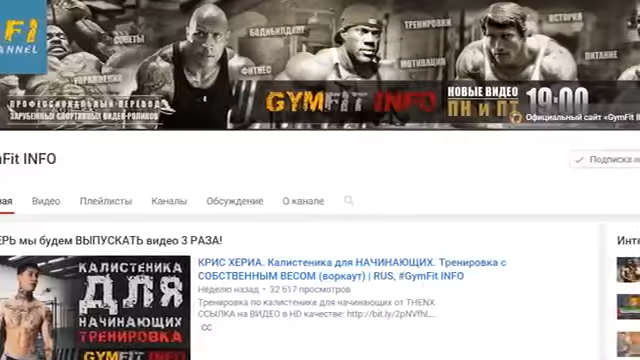 F1
ANNEL
СОВЕТЫ
БОДИБИЛДИНГ
ТРЕНИРОВКИ
ИСТОРИЯ
УПРАЖНЕНИЯ
ФИТНЕС
МОТИВАЦИЯ
ПИТАНИЕ
ПРОФЕССИОНАЛЬНЫЙ ПЕРЕВОД
ЗАРУБЕЖНЫХ СПОРТИВНЫХ ВИДЕО-РОЛИКОВ
GYMFIT INFO
НОВЫЕ ВИДЕО
ПН и ПТ 19:00
Официальный сайт «GymFit I
Fit INFO
Подписка
ная Видео Плейлисты Каналы Обсуждение О канале
ЕРЬ мы будем ВЫПУСКАТЬ видео 3 РАЗА!
Инте
КАЛИСТЕНИКА
ДЛЯ
НАЧИНАЮЩИХ
ТРЕНИРОВКА
GYMFIT INFO
КРИС ХЕРИА. Калистеника для НАЧИНАЮЩИХ. Тренировка с
СОБСТВЕННЫМ ВЕСОМ (воркаут) | RUS, #GymFit INFO
Неделю назад • 32 617 просмотров
Тренировка по калистенике для начинающих от THENX
ССЫЛКА на ВИДЕО в HD качестве: http://bit.ly/2pNVfhL...
CC